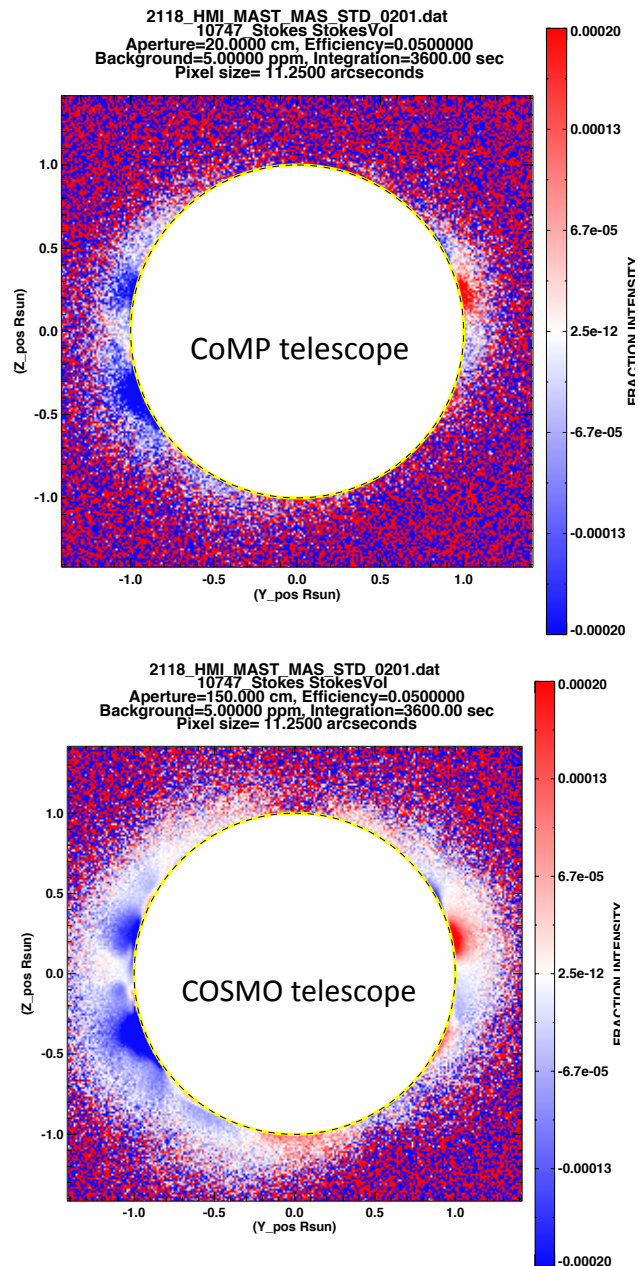 2118_HMI_MAST_MAS_STD_0201.dat
10747_Stokes StokesVol
Aperture=20.0000 cm, Efficiency=0.0500000
Background=5.00000 ppm, Integration=3600.00 sec
Pixel size= 11.2500 arcseconds
1.0
0.5
0.0
-0.5
-1.0
(Z_pos Rsun)
CoMP telescope
-1.0 -0.5 0.0 0.5 1.0
(Y_pos Rsun)
0.00020
0.00013
6.7e-05
2.5e-12
-6.7e-05
-0.00013
-0.00020
FRACTION INTENSITY
2118_HMI_MAST_MAS_STD_0201.dat
10747_Stokes StokesVol
Aperture=150.000 cm, Efficiency=0.0500000
Background=5.00000 ppm, Integration=3600.00 sec
Pixel size= 11.2500 arcseconds
1.0
0.5
0.0
-0.5
-1.0
(Z_pos Rsun)
COSMO telescope
-1.0 -0.5 0.0 0.5 1.0
(Y_pos Rsun)
0.00020
0.00013
6.7e-05
2.5e-12
-6.7e-05
-0.00013
-0.00020
FRACTION INTENSITY